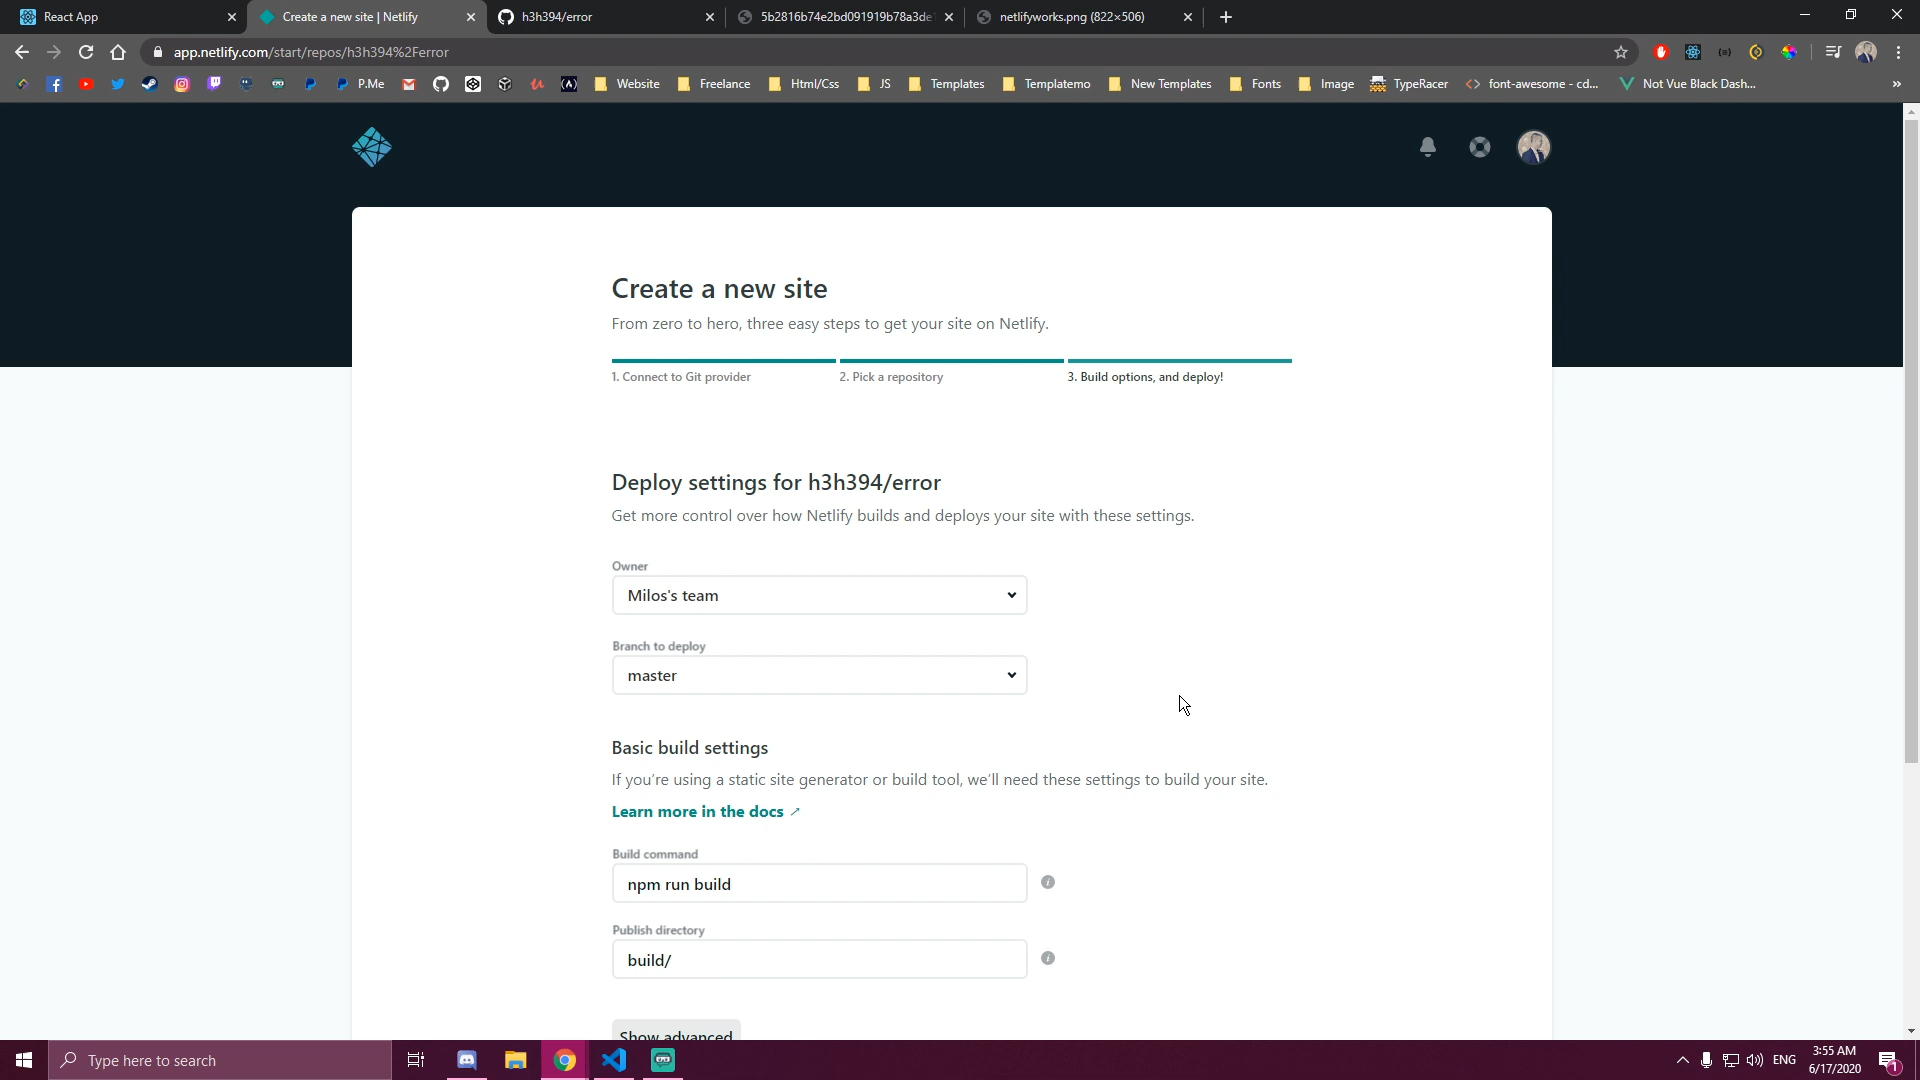 React App
Create a new site | Netlify
h3h394/error
5b2816b74e2bd091919b78a3de
netlifyworks.png (822×506)
app.netlify.com/start/repos/h3h394%2Ferror
P.Me
Website
Freelance
Html/Css
JS
Templates
Templatemo
New Templates
Fonts
Image
TypeRacer
font-awesome - cd...
Not Vue Black Dash...
Create a new site
From zero to hero, three easy steps to get your site on Netlify.
1. Connect to Git provider
2. Pick a repository
3. Build options, and deploy!
Deploy settings for h3h394/error
Get more control over how Netlify builds and deploys your site with these settings.
Owner
Milos's team
Branch to deploy
master
Basic build settings
If you're using a static site generator or build tool, we'll need these settings to build your site.
Learn more in the docs ↗
Build command
npm run build
Publish directory
build/
Show advanced
Type here to search
ENG
3:55 AM
6/17/2020
1